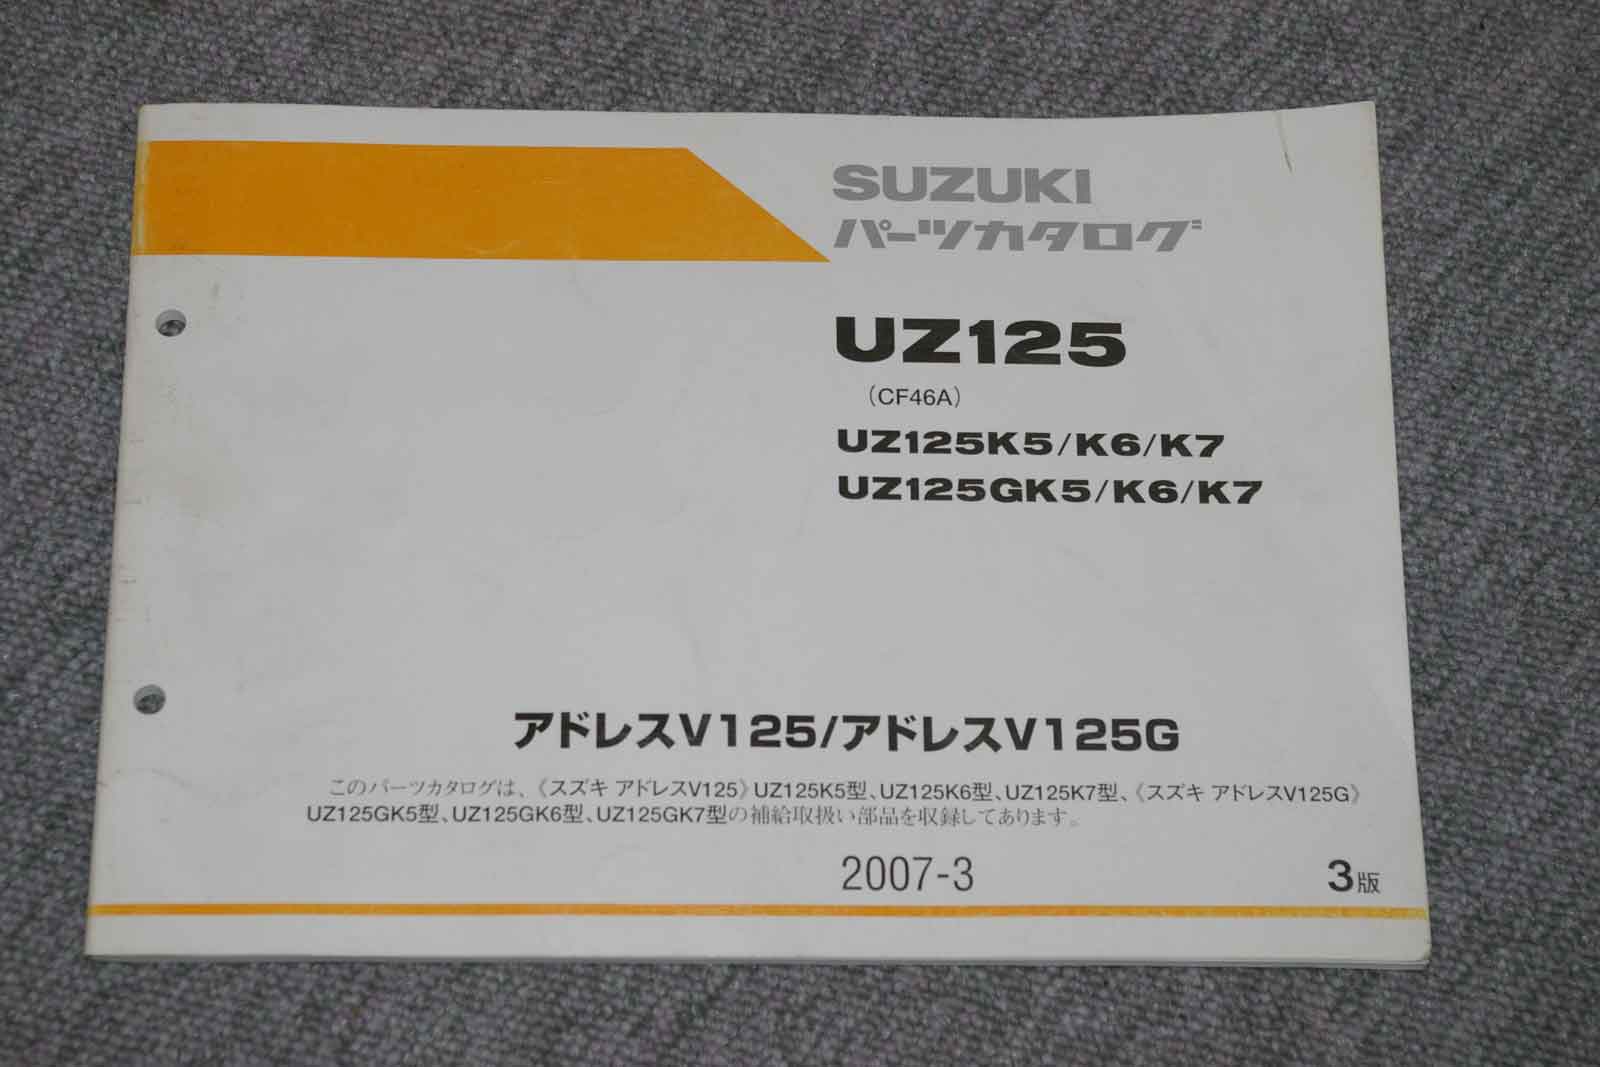 SUZUKI
パーツカタログ
UZ125
(CF46A)
UZ125K5/K6/K7
UZ125GK5/K6/K7
アドレスV125/アドレスV125G
このパーツカタログは、《スズキ アドレスV125》UZ125K5型、UZ125K6型、UZ125K7型、《スズキ アドレスV125G》
UZ125GK5型、UZ125GK6型、UZ125GK7型の補給取扱い部品を収録してあります。
2007-3
3版